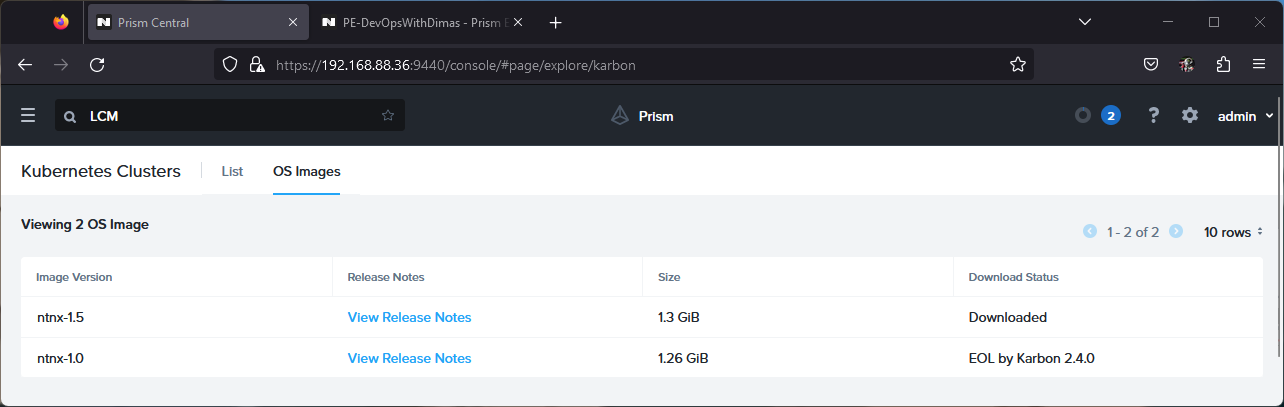 Prism Central
PE-DevOpsWithDimas - Prism E
https://192.168.88.36:9440/console/#page/explore/karbon
LCM
Prism
2
?
admin
Kubernetes Clusters
List
OS Images
Viewing 2 OS Image
1 - 2 of 2
10 rows
Image Version
Release Notes
Size
Download Status
ntnx-1.5
View Release Notes
1.3 GiB
Downloaded
ntnx-1.0
View Release Notes
1.26 GiB
EOL by Karbon 2.4.0